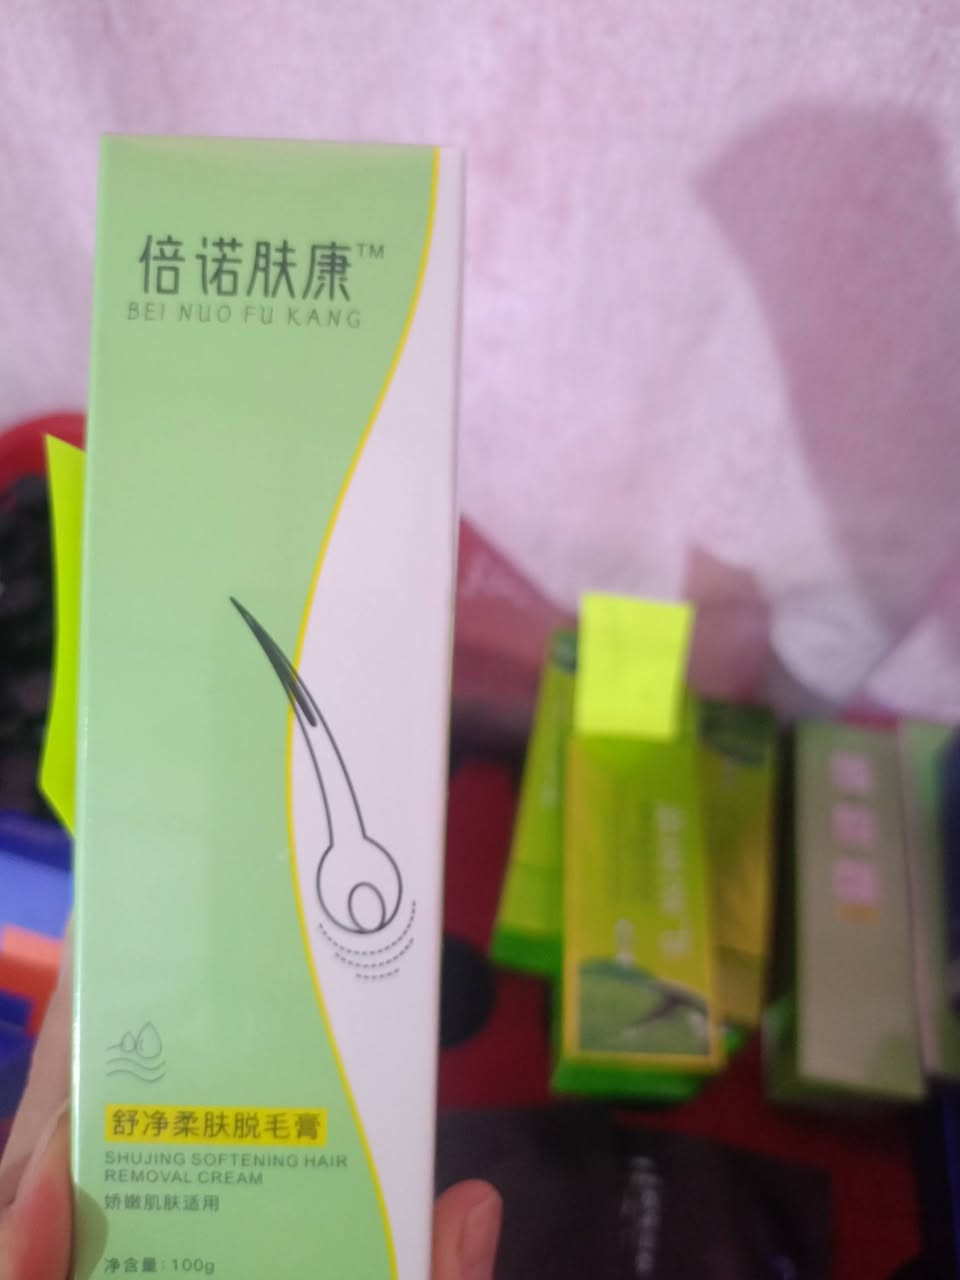 倍诺肤康™
BEI NUO FU KANG
舒净柔肤脱毛膏
SHUJING SOFTENING HAIR
REMOVAL CREAM
娇嫩肌肤适用
净含量:100g